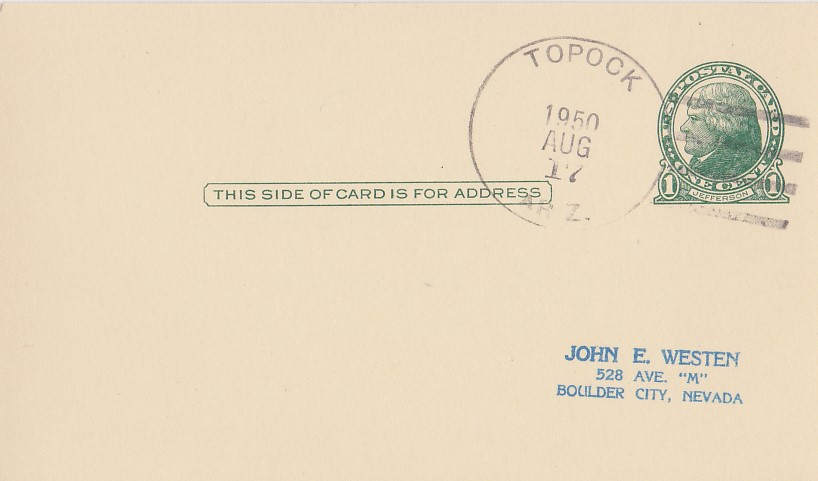 TOPOCK
1950
AUG
17
ARIZ.
U.S. POSTAL CARD
ONE CENT
1 JEFFERSON 1
THIS SIDE OF CARD IS FOR ADDRESS
JOHN E. WESTEN
528 AVE. "M"
BOULDER CITY, NEVADA